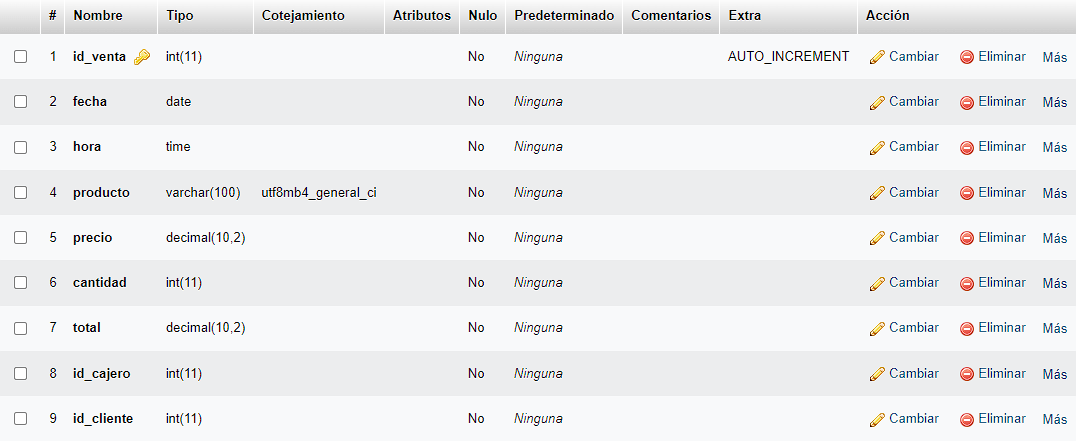 # Nombre Tipo Cotejamiento Atributos Nulo Predeterminado Comentarios Extra Acción
1 id_venta int(11) No Ninguna AUTO_INCREMENT Cambiar Eliminar Más
2 fecha date No Ninguna Cambiar Eliminar Más
3 hora time No Ninguna Cambiar Eliminar Más
4 producto varchar(100) utf8mb4_general_ci No Ninguna Cambiar Eliminar Más
5 precio decimal(10,2) No Ninguna Cambiar Eliminar Más
6 cantidad int(11) No Ninguna Cambiar Eliminar Más
7 total decimal(10,2) No Ninguna Cambiar Eliminar Más
8 id_cajero int(11) No Ninguna Cambiar Eliminar Más
9 id_cliente int(11) No Ninguna Cambiar Eliminar Más